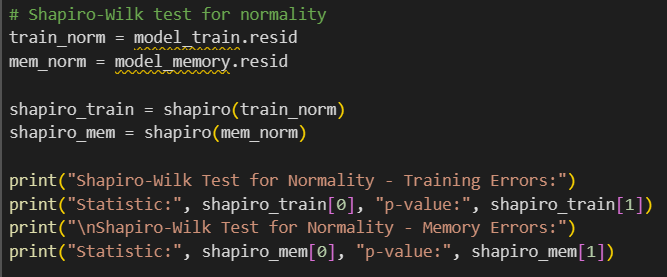 # Shapiro-Wilk test for normality
train_norm = model_train.resid
mem_norm = model_memory.resid
shapiro_train = shapiro(train_norm)
shapiro_mem = shapiro(mem_norm)
print("Shapiro-Wilk Test for Normality - Training Errors:")
print("Statistic:", shapiro_train[0], "p-value:", shapiro_train[1])
print("\nShapiro-Wilk Test for Normality - Memory Errors:")
print("Statistic:", shapiro_mem[0], "p-value:", shapiro_mem[1])